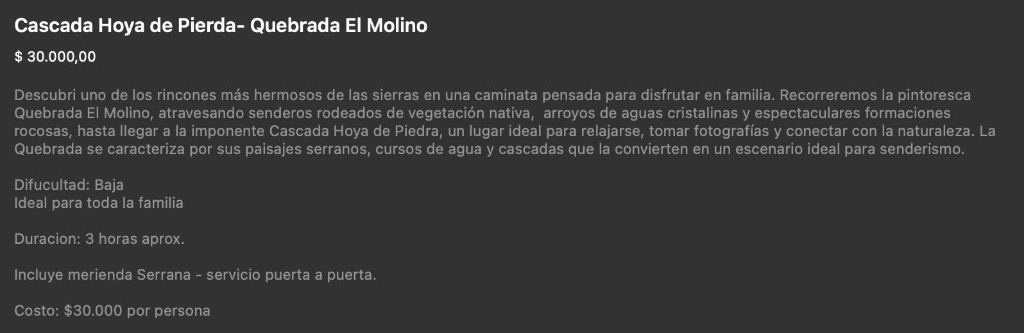 Cascada Hoya de Pierda- Quebrada El Molino
$ 30.000,00
Descubri uno de los rincones más hermosos de las sierras en una caminata pensada para disfrutar en familia. Recorreremos la pintoresca
Quebrada El Molino, atravesando senderos rodeados de vegetación nativa,  arroyos de aguas cristalinas y espectaculares formaciones
rocosas, hasta llegar a la imponente Cascada Hoya de Piedra, un lugar ideal para relajarse, tomar fotografías y conectar con la naturaleza. La
Quebrada se caracteriza por sus paisajes serranos, cursos de agua y cascadas que la convierten en un escenario ideal para senderismo.
Difucultad: Baja
Ideal para toda la familia
Duracion: 3 horas aprox.
Incluye merienda Serrana - servicio puerta a puerta.
Costo: $30.000 por persona